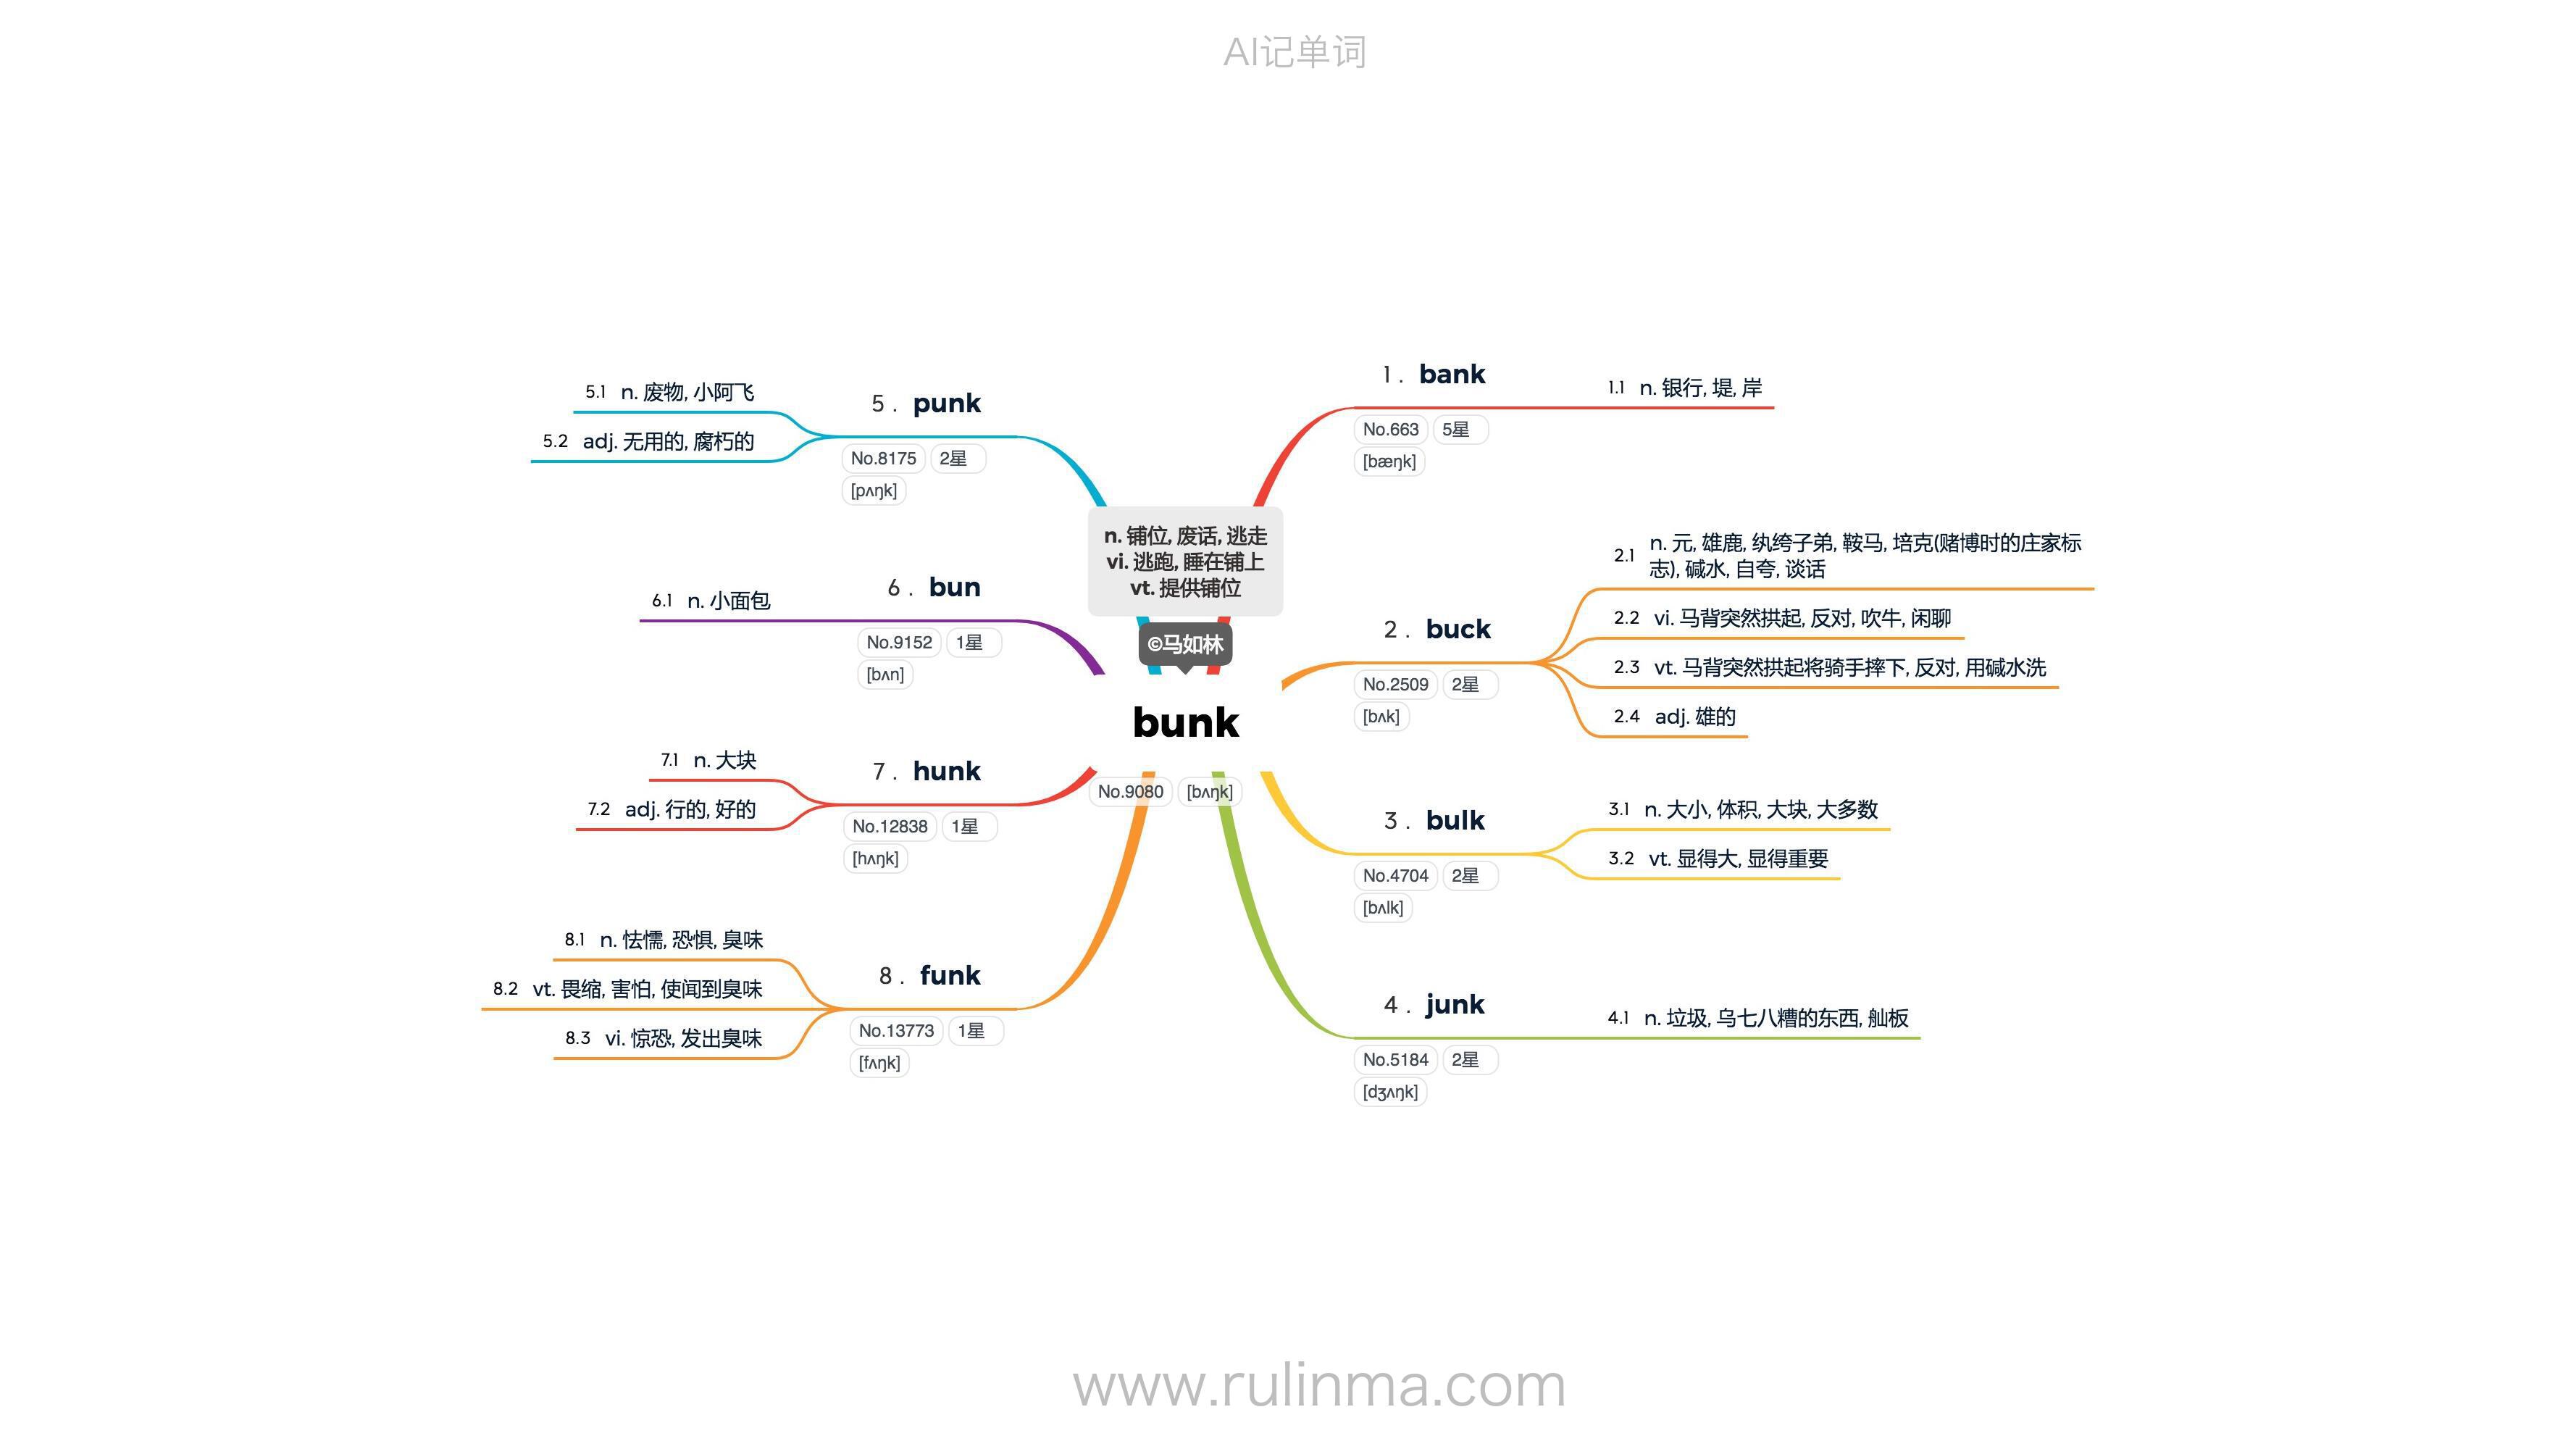 AI记单词
n. 铺位, 废话, 逃走
vi. 逃跑, 睡在铺上
vt. 提供铺位
©马如林
bunk
No.9080 [bʌŋk]
1 . bank
No.663 5星
[bæŋk]
1.1 n. 银行, 堤, 岸
2 . buck
No.2509 2星
[bʌk]
2.1 n. 元, 雄鹿, 纨绔子弟, 鞍马, 培克(赌博时的庄家标
志), 碱水, 自夸, 谈话
2.2 vi. 马背突然拱起, 反对, 吹牛, 闲聊
2.3 vt. 马背突然拱起将骑手摔下, 反对, 用碱水洗
2.4 adj. 雄的
3 . bulk
No.4704 2星
[bʌlk]
3.1 n. 大小, 体积, 大块, 大多数
3.2 vt. 显得大, 显得重要
4 . junk
No.5184 2星
[dʒʌŋk]
4.1 n. 垃圾, 乌七八糟的东西, 舢板
5 . punk
No.8175 2星
[pʌŋk]
5.1 n. 废物, 小阿飞
5.2 adj. 无用的, 腐朽的
6 . bun
No.9152 1星
[bʌn]
6.1 n. 小面包
7 . hunk
No.12838 1星
[hʌŋk]
7.1 n. 大块
7.2 adj. 行的, 好的
8 . funk
No.13773 1星
[fʌŋk]
8.1 n. 怯懦, 恐惧, 臭味
8.2 vt. 畏缩, 害怕, 使闻到臭味
8.3 vi. 惊恐, 发出臭味
www.rulinma.com